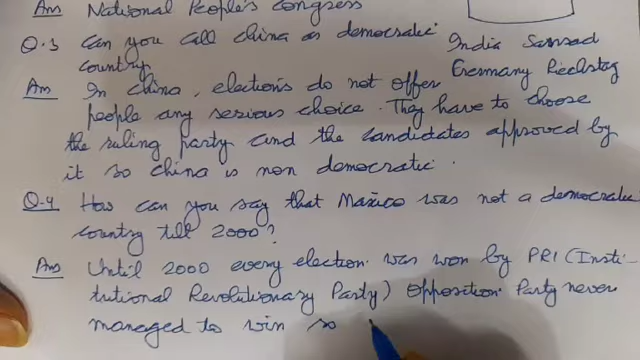 Ans National People's Congress
Q.3 Can you call China as democratic
country
India Sansad
Germany Riechstag
Ans In China, elections do not offer
people any serious choice. They have to choose
the ruling party and the candidates approved by
it so China is non democratic.
Q.4 How can you say that Maxico was not a democratic
country till 2000?
Ans Until 2000 every election was won by PRI (Insti-
tutional Revolutionary Party) Opposition Party never
managed to win so